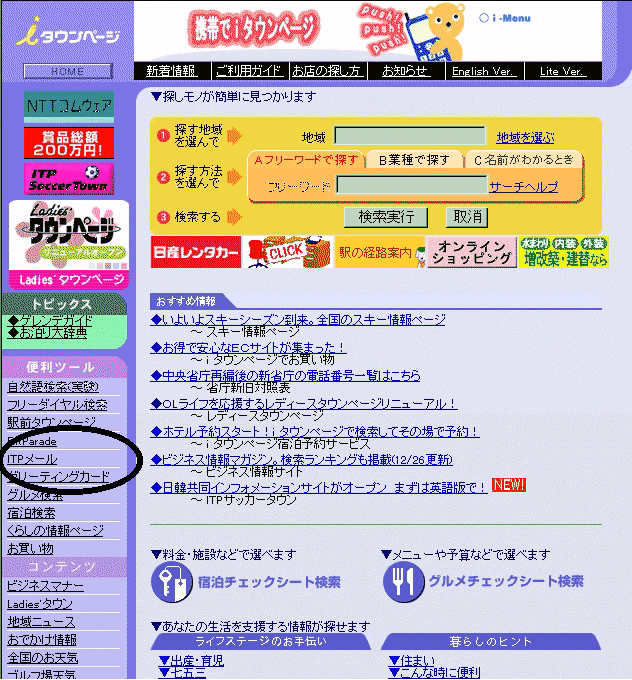 iタウンページ
携帯でiタウンページ
push!
push!
push!
i-Menu
HOME
新着情報 ご利用ガイド お店の探し方 お知らせ English Ver. Lite Ver.
NTTコムウェア
賞品総額
200万円!
ITP
Soccer Town
Ladies'
タウンページ
Ladies'タウンページ
トピックス
◆ゲレンデガイド
◆お泊り大辞典
便利ツール
自然語検索(実験)
フリーダイヤル検索
駅前タウンページ
ITPメール
グリーティングカード
グルメ検索
宿泊検索
くらしの情報ページ
お買い物
コンテンツ
ビジネスマナー
Ladies'タウン
地域ニュース
おでかけ情報
全国のお天気
ゴルフ場天気
▼探しモノが簡単に見つかります
1 探す地域を選んで 地域 地域を選ぶ
2 探す方法を選んで Aフリーワードで探す B業種で探す C名前がわかるとき
フリーワード サーチヘルプ
3 検索する 検索実行 取消
日産レンタカー CLICK 駅の経路案内 オンラインショッピング 水まわり 内装 外装 増改築・建替なら
おすすめ情報
◆いよいよスキーシーズン到来。全国のスキー情報ページ
～ スキー情報ページ
◆お得で安心なECサイトが集まった！
～ iタウンページでお買い物
◆中央省庁再編後の新省庁の電話番号一覧はこちら
～ 省庁新旧対照表
◆OLライフを応援するレディースタウンページリニューアル！
～ レディースタウンページ
◆ホテル予約スタート！iタウンページで検索してその場で予約！
～ iタウンページ宿泊予約サービス
◆ビジネス情報マガジン。検索ランキングも掲載(12/26更新)
～ ビジネス情報サイト
◆日韓共同インフォメーションサイトがオープン まずは英語版で！ NEW!
～ ITPサッカータウン
▼料金・施設などで選べます
宿泊チェックシート検索
▼メニューや予算などで選べます
グルメチェックシート検索
▼あなたの生活を支援する情報が探せます
ライフステージのお手伝い
▼出産・育児
▼七五三
暮らしのヒント
▼住まい
▼こんな時に便利